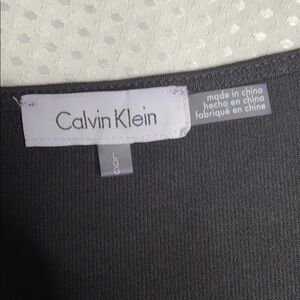 Calvin Klein
made in china
hecho en china
fabriqué en chine
L
G
G